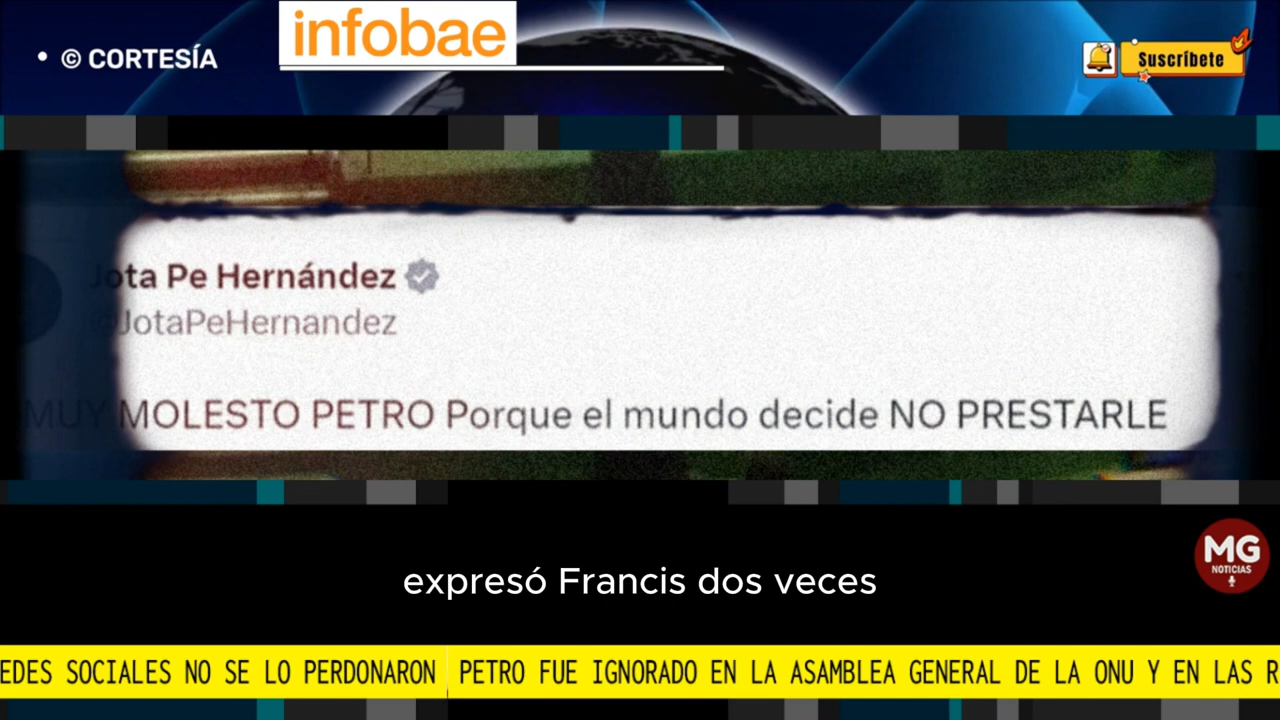 • © CORTESÍA
infobae
Suscríbete
Jota Pe Hernández
@JotaPeHernandez
MUY MOLESTO PETRO Porque el mundo decide NO PRESTARLE
expresó Francis dos veces
MG
NOTICIAS
EDES SOCIALES NO SE LO PERDONARON PETRO FUE IGNORADO EN LA ASAMBLEA GENERAL DE LA ONU Y EN LAS R